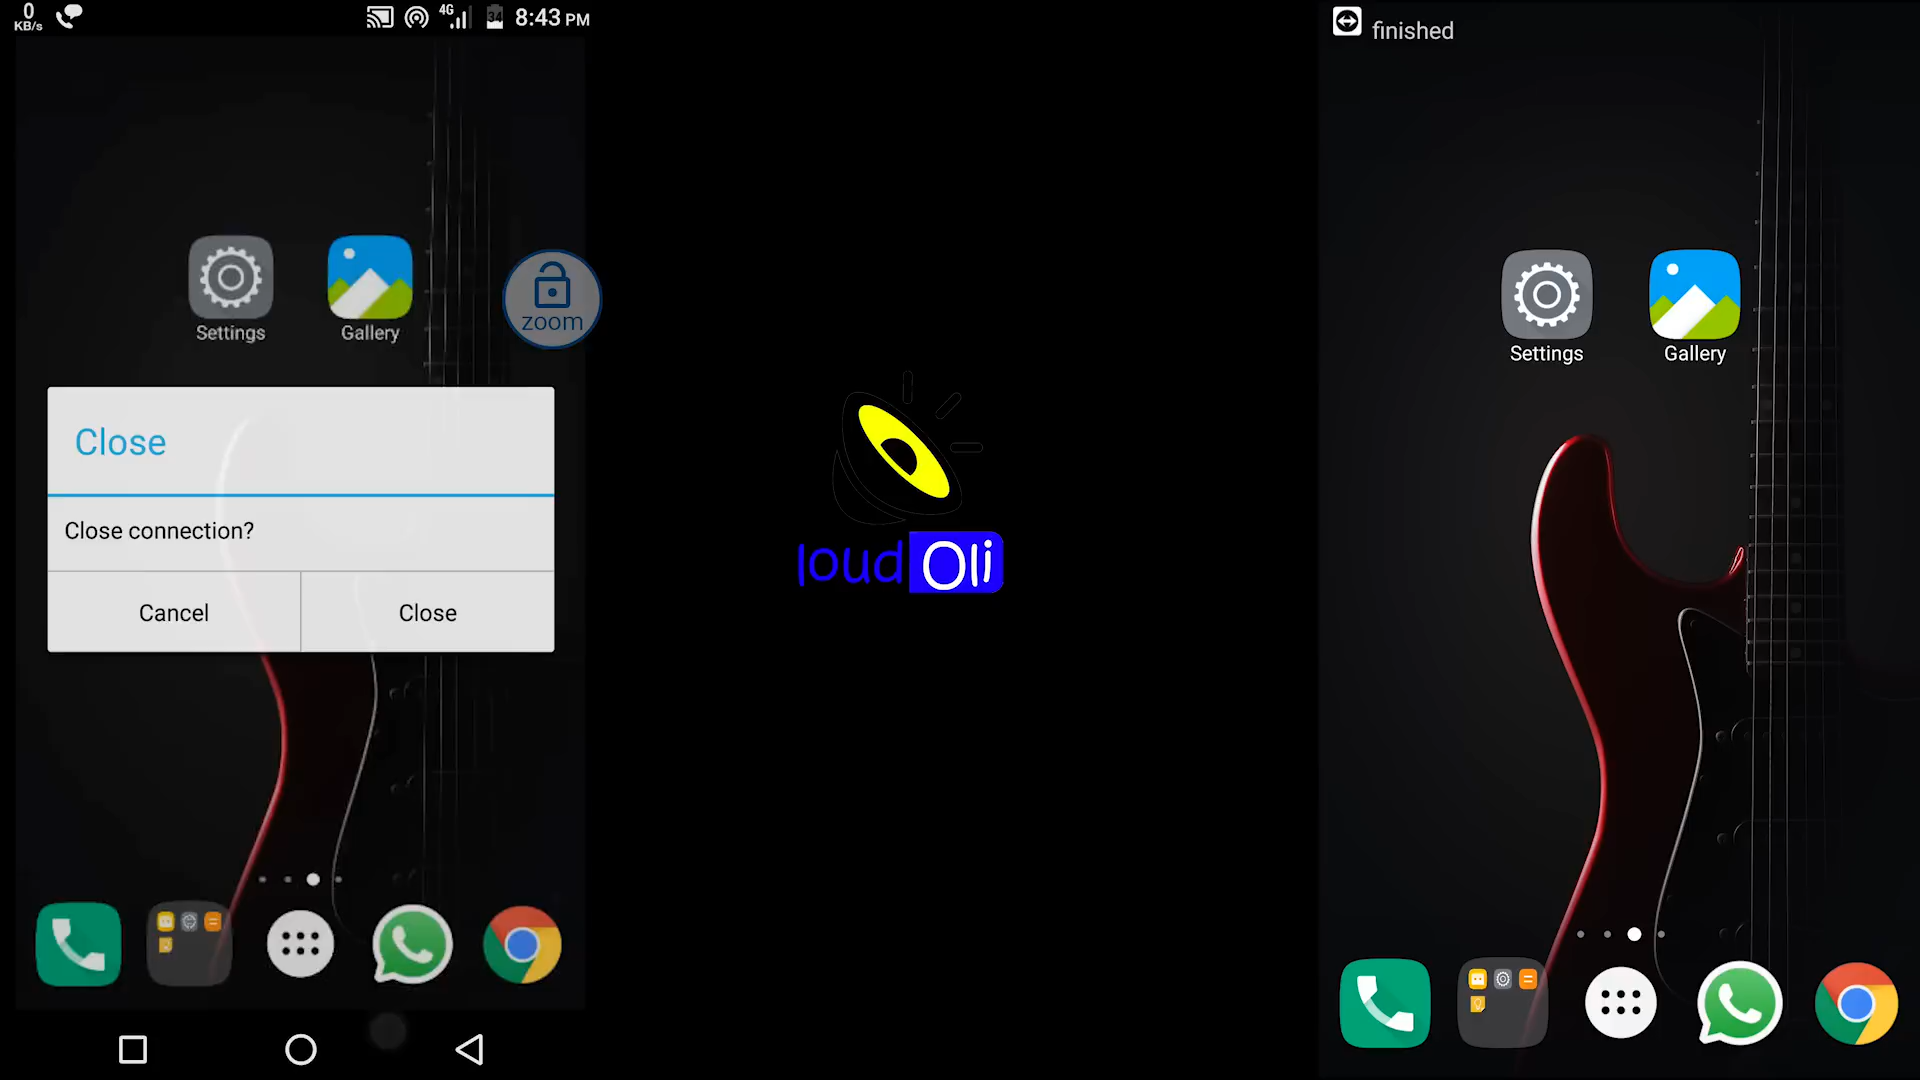 0
KB/s
4G
34
8:43 PM
Settings
Gallery
zoom
Close
Close connection?
Cancel
Close
loud Oli
finished
Settings
Gallery